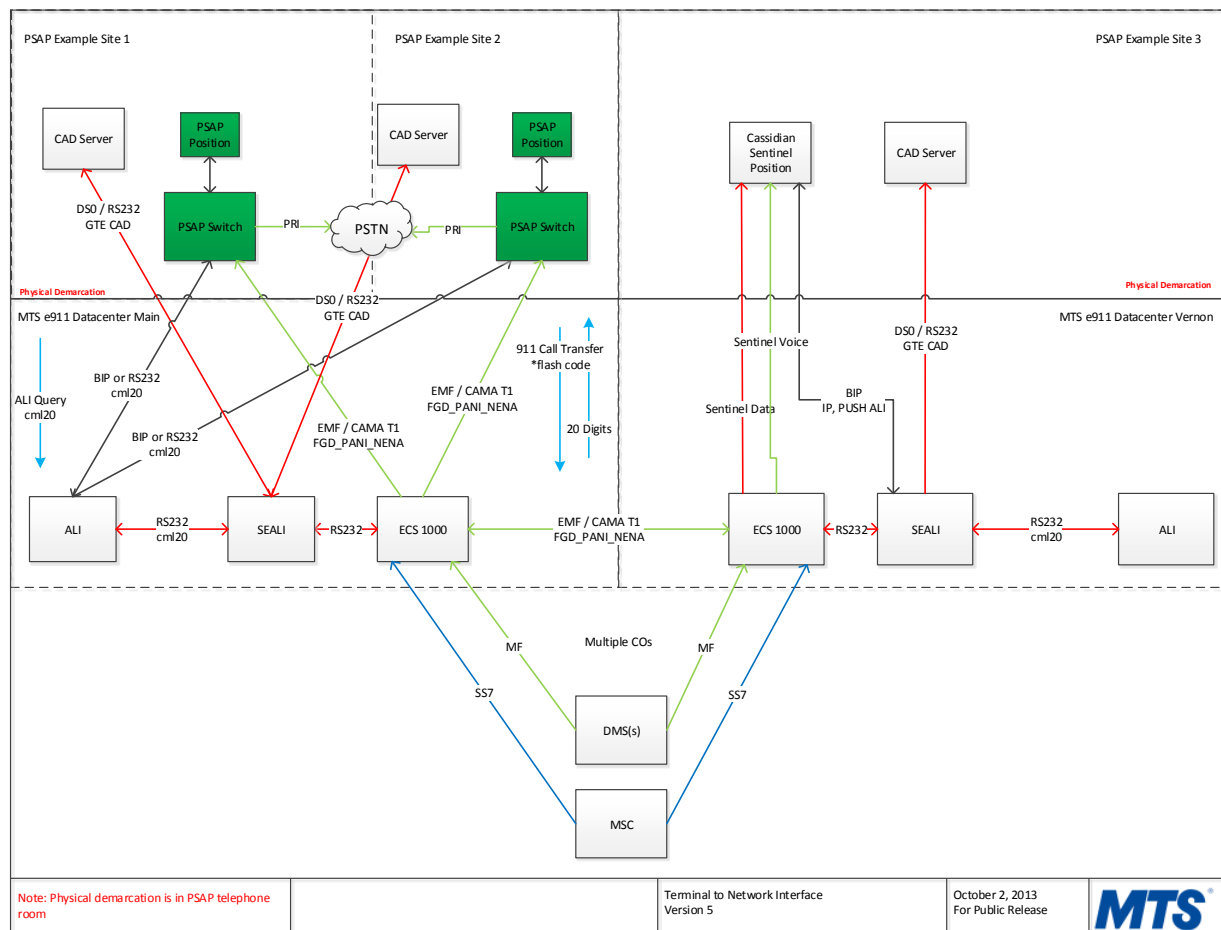 PSAP Example Site 1
PSAP Example Site 2
PSAP Example Site 3
CAD Server
PSAP
Position
CAD Server
PSAP
Position
Cassidian
Sentinel
Position
CAD Server
DS0 / RS232
GTE CAD
PSAP Switch
PRI
PSTN
PRI
PSAP Switch
Physical Demarcation
Physical Demarcation
MTS e911 Datacenter Main
DS0 / RS232
GTE CAD
MTS e911 Datacenter Vernon
911 Call Transfer
*flash code
Sentinel Voice
DS0 / RS232
GTE CAD
ALI Query
cml20
BIP or RS232
cml20
EMF / CAMA T1
FGD_PANI_NENA
BIP
IP, PUSH ALI
Sentinel Data
BIP or RS232
cml20
EMF / CAMA T1
FGD_PANI_NENA
20 Digits
ALI
RS232
cml20
SEALI
RS232
ECS 1000
EMF / CAMA T1
FGD_PANI_NENA
ECS 1000
RS232
SEALI
RS232
cml20
ALI
Multiple COs
MF
MF
SS7
SS7
DMS(s)
MSC
Note: Physical demarcation is in PSAP telephone
room
Terminal to Network Interface
Version 5
October 2, 2013
For Public Release
MTS